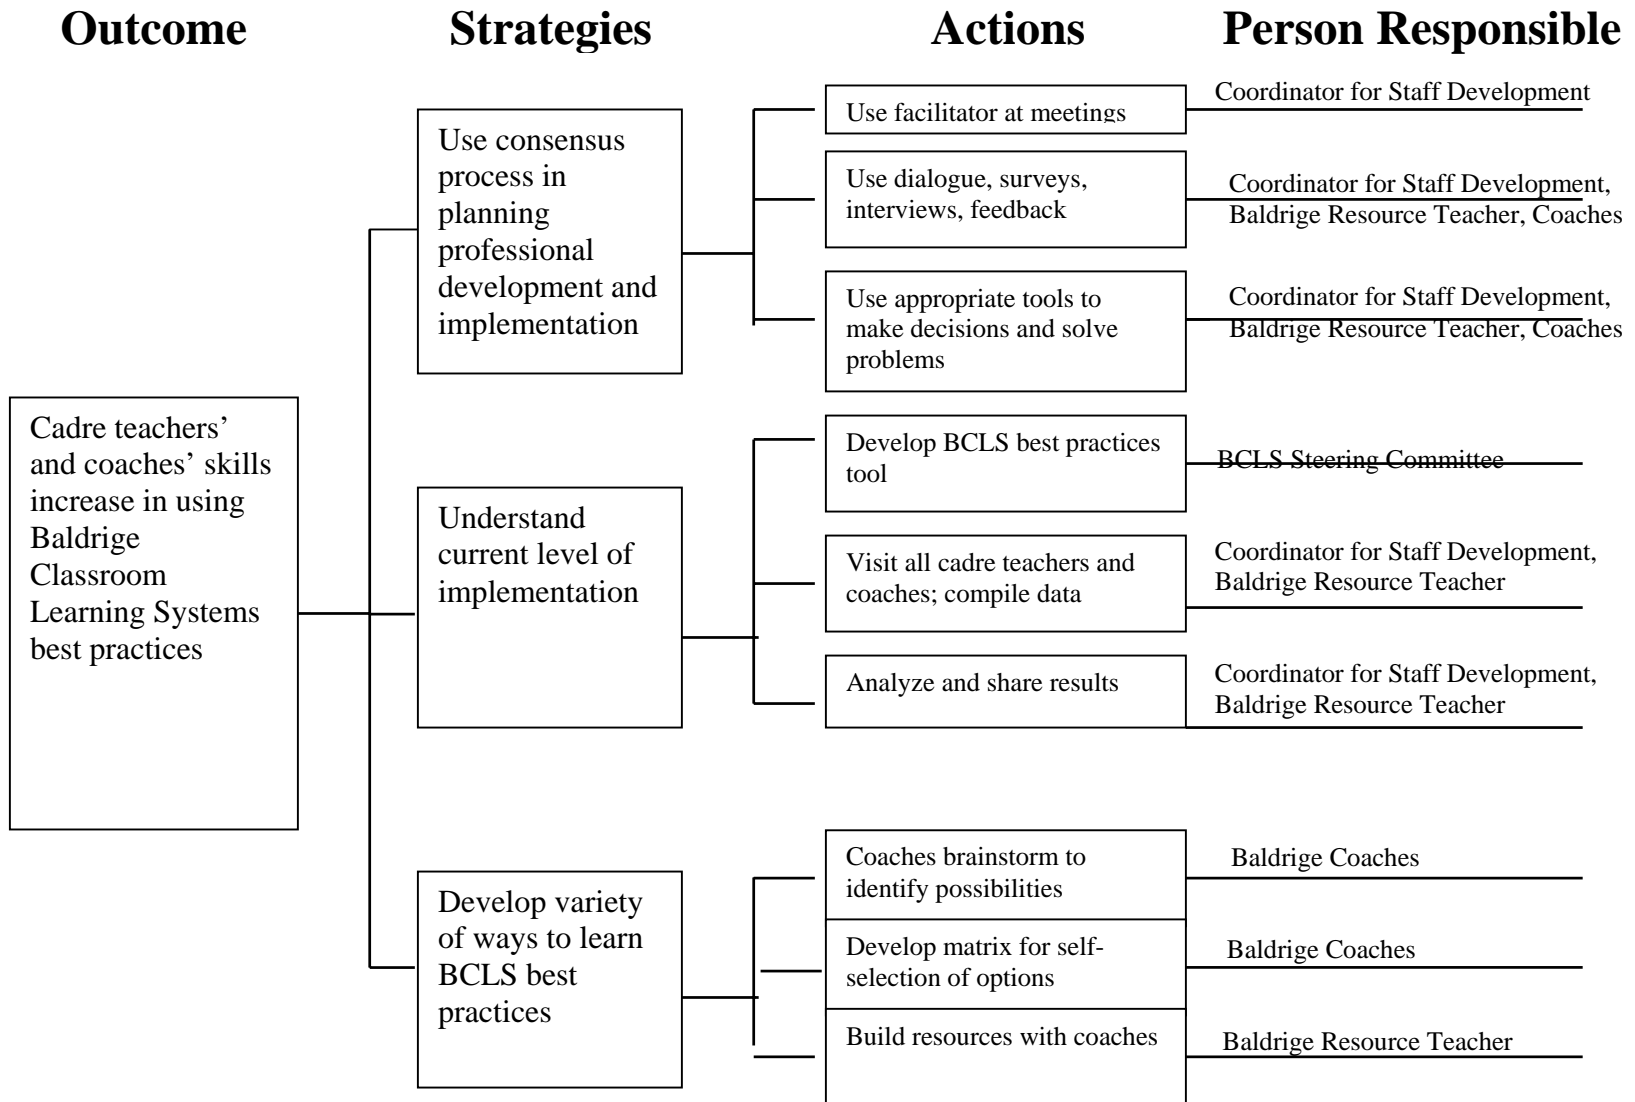 Outcome
Strategies
Actions
Person Responsible
Cadre teachers’
and coaches’ skills
increase in using
Baldrige
Classroom
Learning Systems
best practices
Use consensus
process in
planning
professional
development and
implementation
Use facilitator at meetings
Coordinator for Staff Development
Use dialogue, surveys,
interviews, feedback
Coordinator for Staff Development,
Baldrige Resource Teacher, Coaches
Use appropriate tools to
make decisions and solve
problems
Coordinator for Staff Development,
Baldrige Resource Teacher, Coaches
Understand
current level of
implementation
Develop BCLS best practices
tool
BCLS Steering Committee
Visit all cadre teachers and
coaches; compile data
Coordinator for Staff Development,
Baldrige Resource Teacher
Analyze and share results
Coordinator for Staff Development,
Baldrige Resource Teacher
Develop variety
of ways to learn
BCLS best
practices
Coaches brainstorm to
identify possibilities
Baldrige Coaches
Develop matrix for self-
selection of options
Baldrige Coaches
Build resources with coaches
Baldrige Resource Teacher